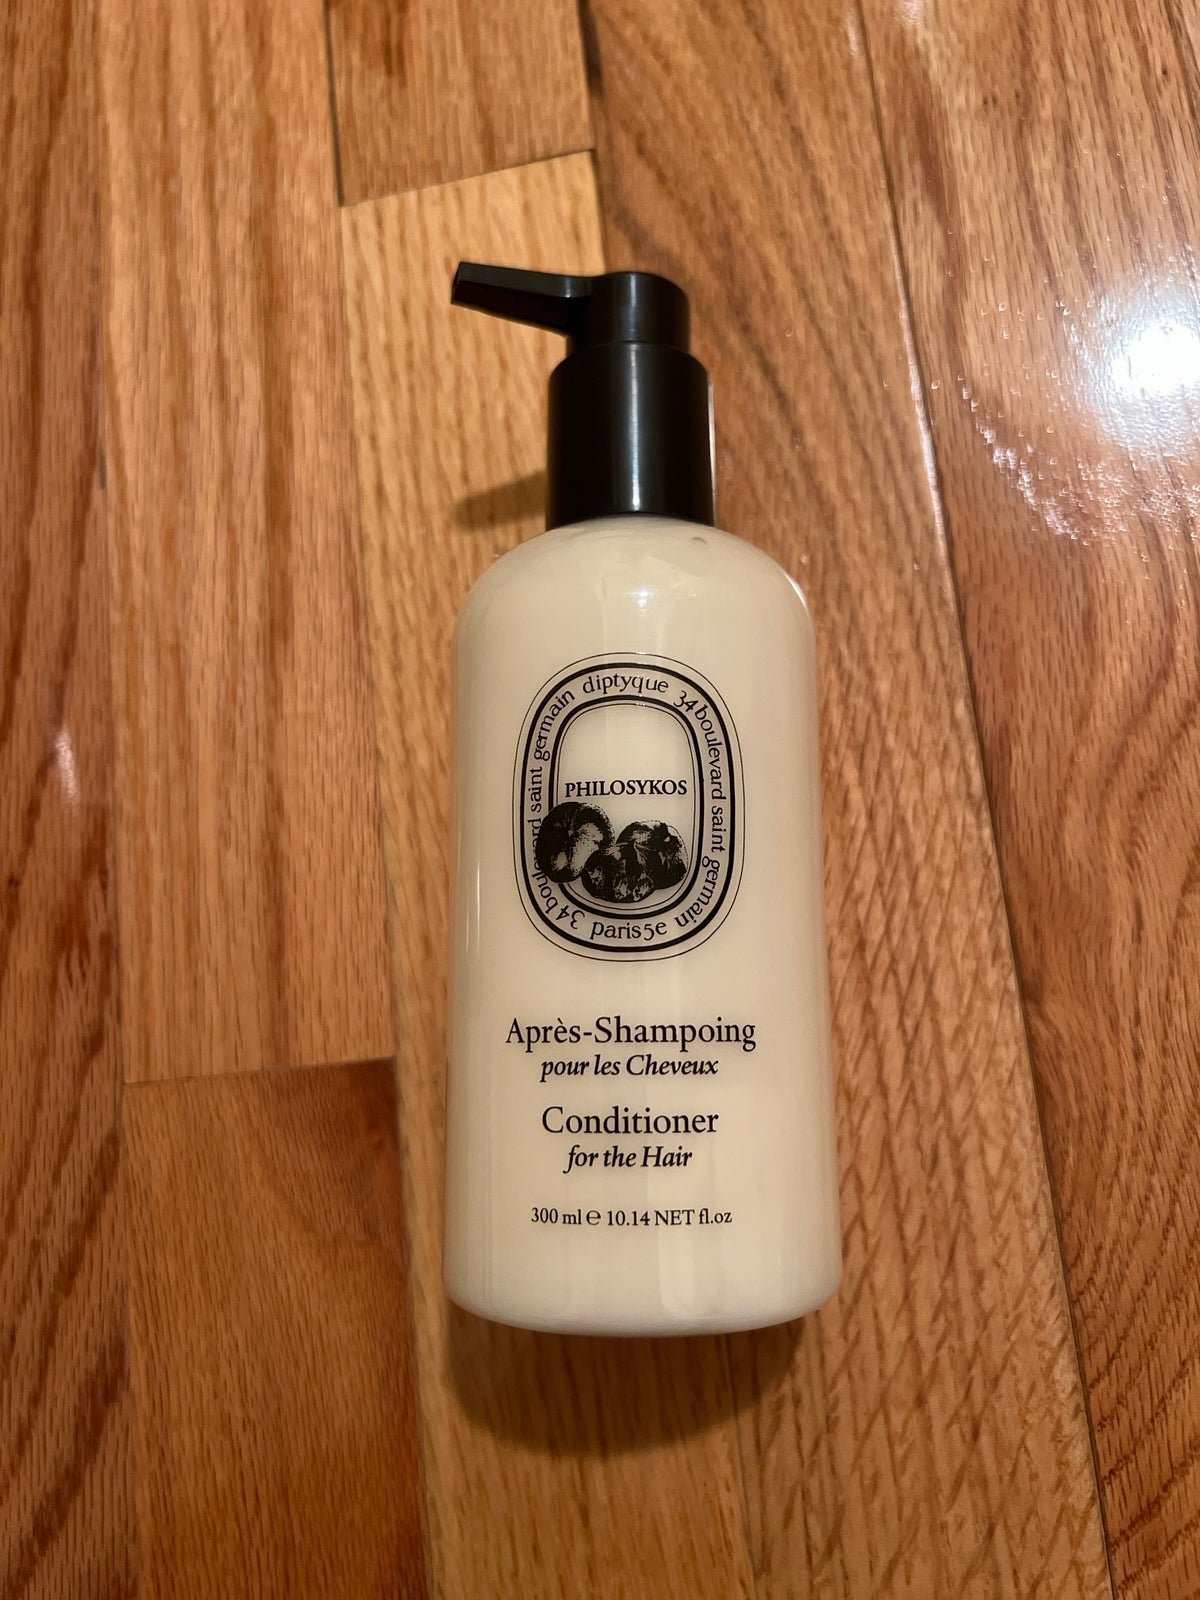 diptyque 34 boulevard saint germain paris 5e 34 boulevard saint germain
PHILOSYKOS
Après-Shampoing
pour les Cheveux
Conditioner
for the Hair
300 ml ℮ 10.14 NET fl.oz